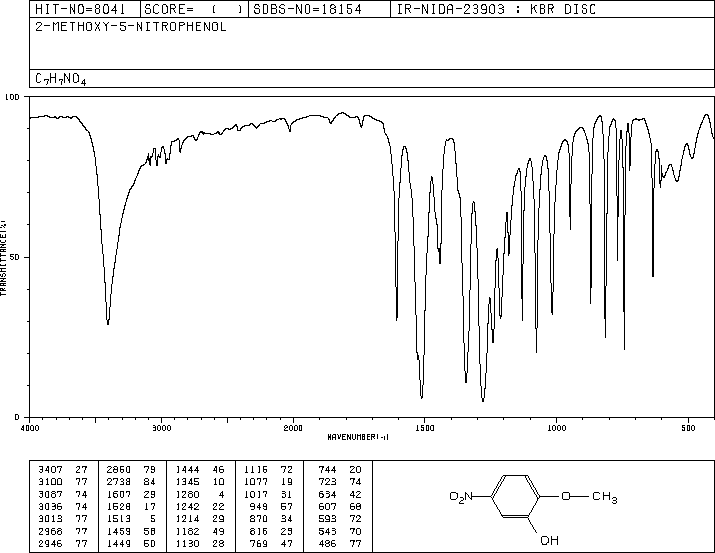 HIT-NO=8041 SCORE= ( ) SDBS-NO=18154 IR-NIDA-23903 : KBR DISC
2-METHOXY-5-NITROPHENOL
C7H7NO4
100
50
0
TRANSMITTANCE(%)
4000 3000 2000 1500 1000 500
WAVENUMBER(-1)
3407 27 2860 79 1444 46 1116 72 744 20
3100 77 2738 84 1345 10 1077 19 723 74
3087 74 1607 29 1280 4 1017 31 634 42
3036 74 1528 17 1242 22 949 57 607 68
3013 77 1513 5 1214 29 870 34 593 72
2968 77 1459 58 1182 49 816 23 543 70
2946 77 1449 50 1130 28 769 47 486 77
O2N O CH3
OH